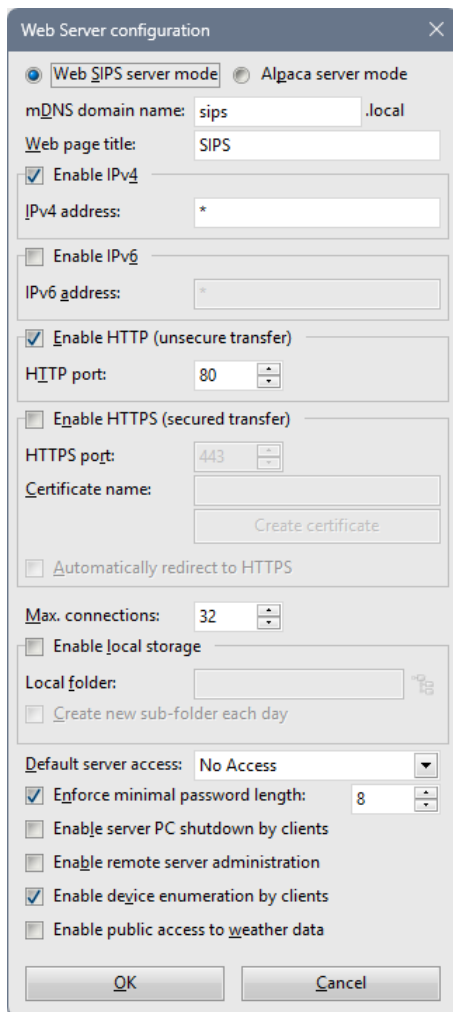 Web Server configuration
Web SIPS server mode Alpaca server mode
mDNS domain name: sips .local
Web page title: SIPS
Enable IPv4
IPv4 address: *
Enable IPv6
IPv6 address: *
Enable HTTP (unsecure transfer)
HTTP port: 80
Enable HTTPS (secured transfer)
HTTPS port: 443
Certificate name:
Create certificate
Automatically redirect to HTTPS
Max. connections: 32
Enable local storage
Local folder:
Create new sub-folder each day
Default server access: No Access
Enforce minimal password length: 8
Enable server PC shutdown by clients
Enable remote server administration
Enable device enumeration by clients
Enable public access to weather data
OK Cancel